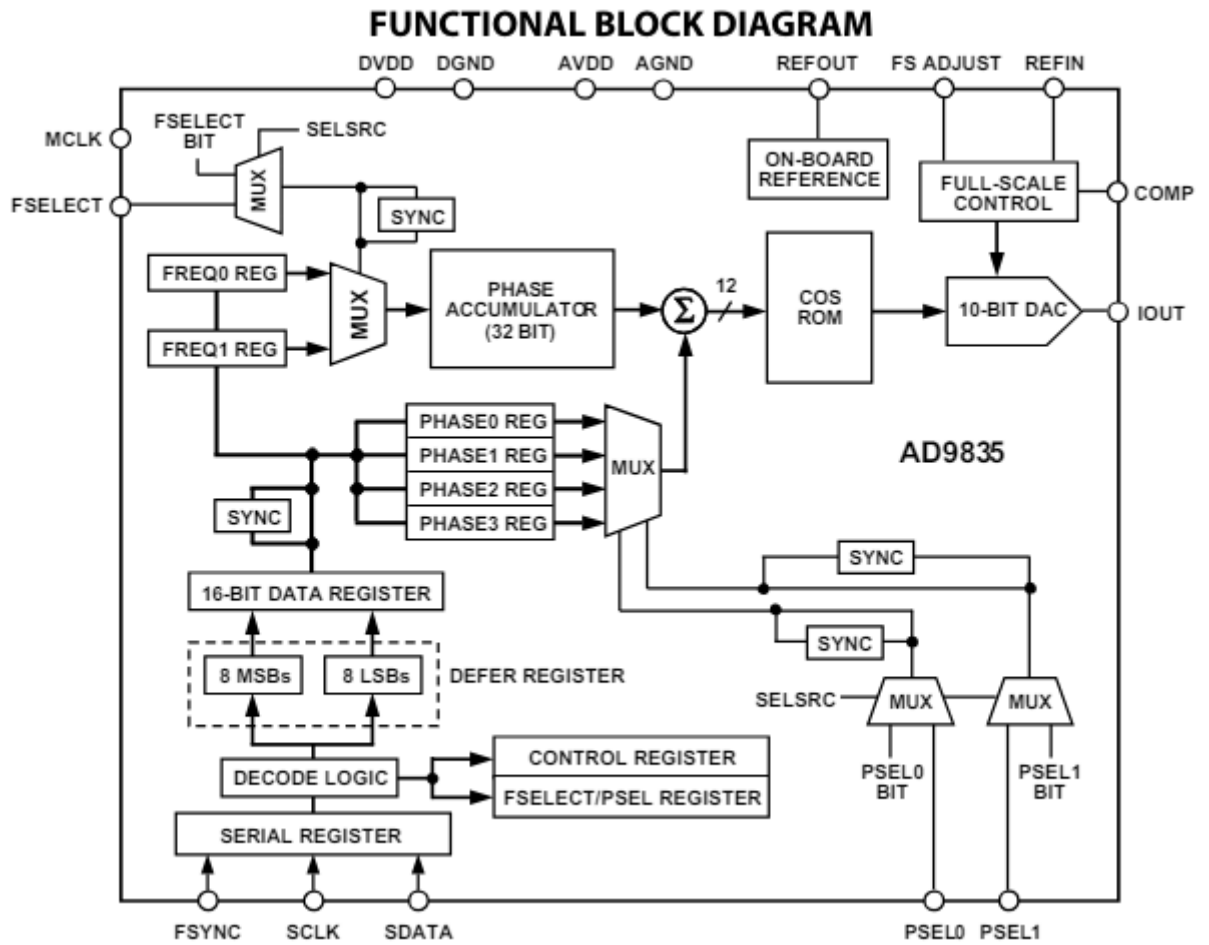 FUNCTIONAL BLOCK DIAGRAM
DVDD DGND AVDD AGND REFOUT FS ADJUST REFIN
MCLK
FSELECT
BIT
SELSRC
MUX
FSELECT
SYNC
ON-BOARD
REFERENCE
FULL-SCALE
CONTROL
COMP
FREQ0 REG
FREQ1 REG
MUX
PHASE
ACCUMULATOR
(32 BIT)
Σ
12
COS
ROM
10-BIT DAC
IOUT
PHASE0 REG
PHASE1 REG
PHASE2 REG
PHASE3 REG
MUX
AD9835
SYNC
SYNC
16-BIT DATA REGISTER
SYNC
8 MSBs
8 LSBs
DEFER REGISTER
SELSRC
MUX
MUX
DECODE LOGIC
CONTROL REGISTER
FSELECT/PSEL REGISTER
PSEL0
BIT
PSEL1
BIT
SERIAL REGISTER
FSYNC SCLK SDATA PSEL0 PSEL1